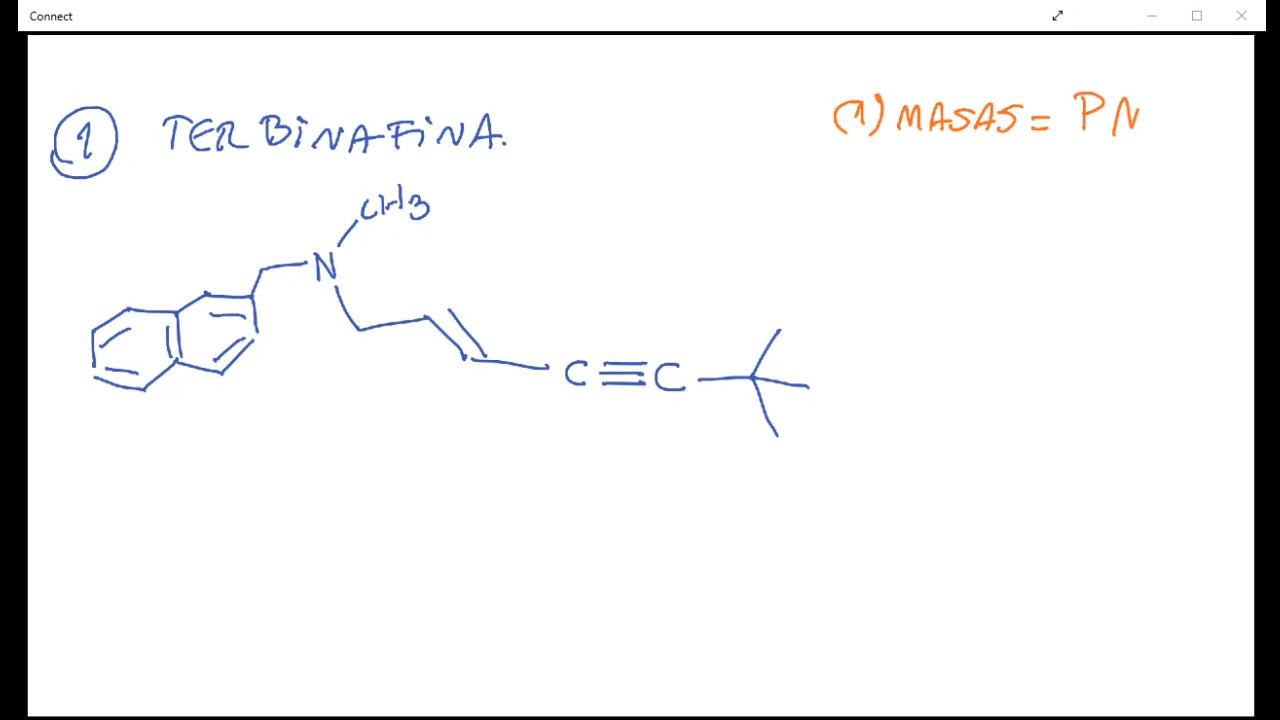 Connect
1 TERBINAFINA.
(1) MASAS = PN
CH3
N
C≡C